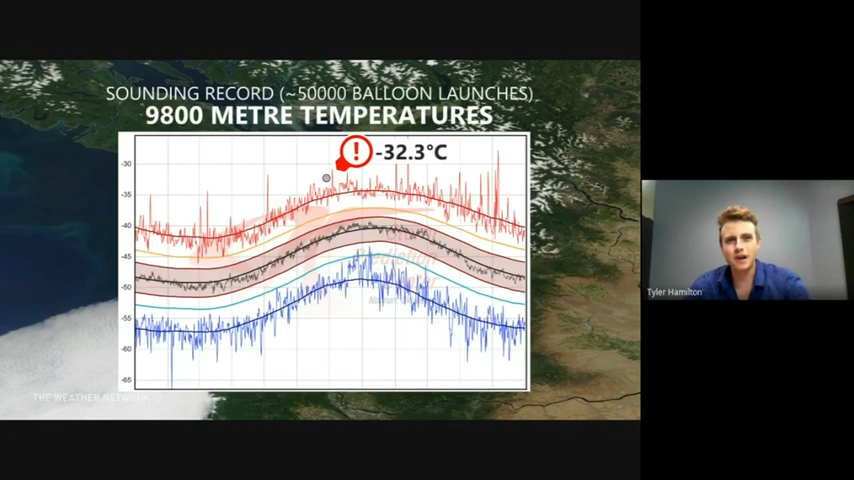 SOUNDING RECORD (~50000 BALLOON LAUNCHES)
9800 METRE TEMPERATURES
! -32.3°C
-30
-35
-40
-45
-50
-55
-60
-65
THE WEATHER NETWORK
Tyler Hamilton